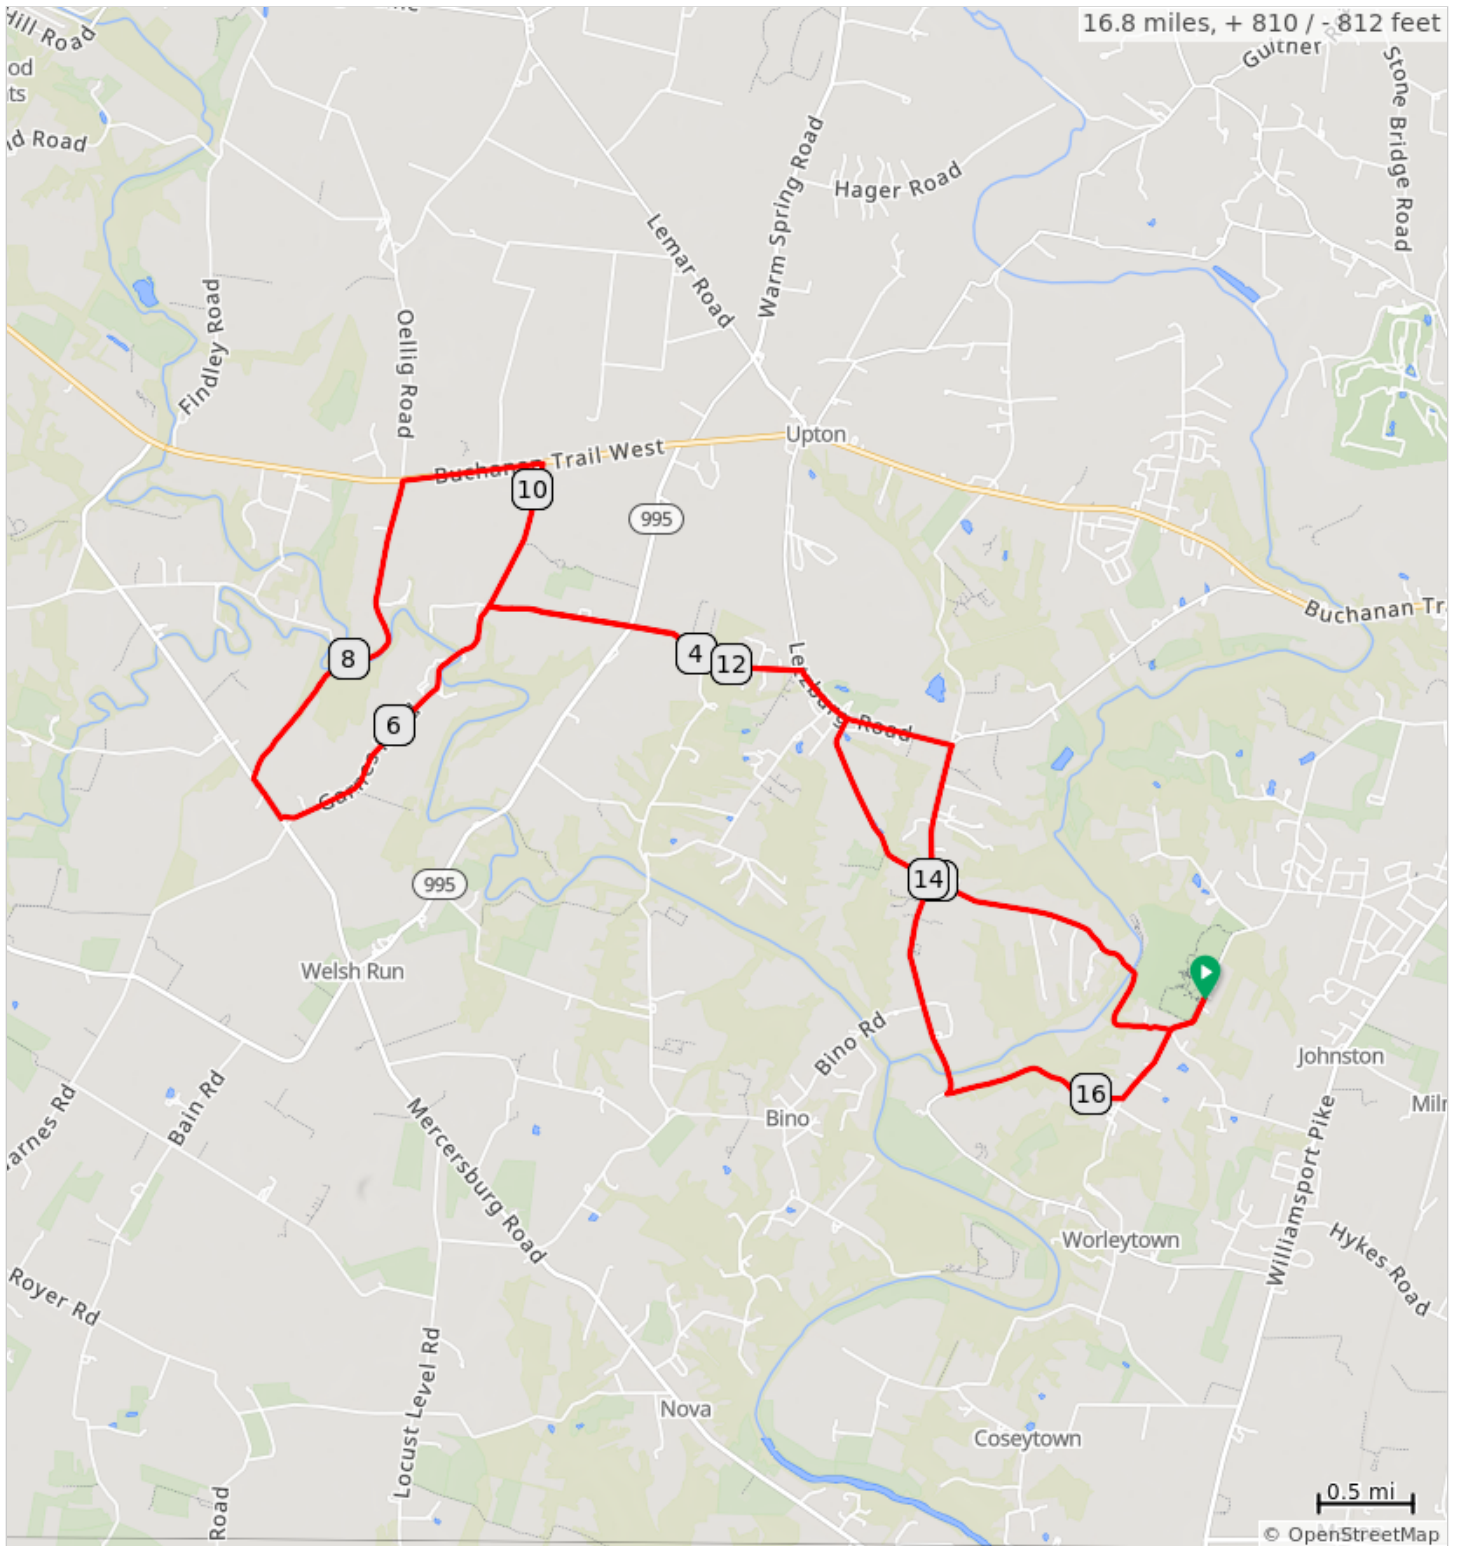 16.8 miles, + 810 / - 812 feet
Hill Road
Guitner
Stone Bridge Road
od
ts
d Road
Hager Road
Warm Spring Road
Lemar Road
Findley Road
Oellig Road
Upton
Buchanan Trail West
10
995
Buchanan Tr
8
4
12
Road
6
14
995
Welsh Run
Bino Rd
Johnston
16
Bain Rd
Bino
Mercersburg Road
Williamsport Pike
Worleytown
Hykes Road
Royer Rd
Locust Level Rd
Nova
Coseytown
Road
0.5 mi
© OpenStreetMap